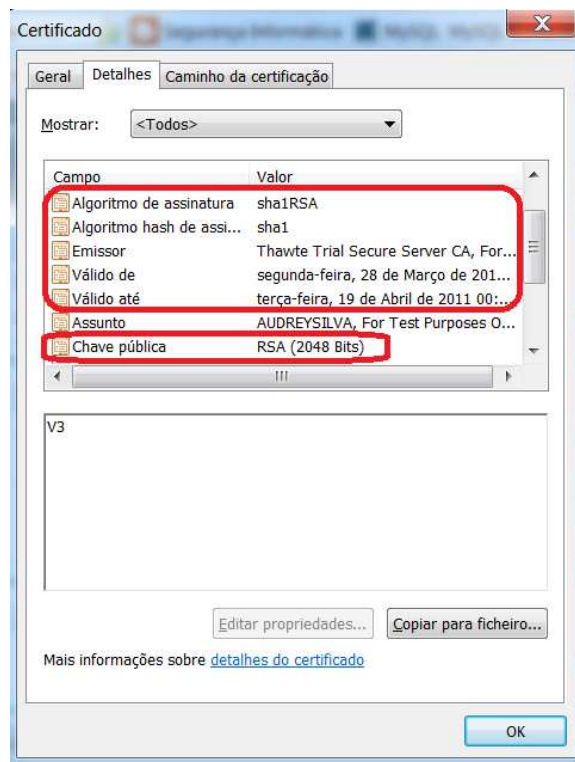 Certificado
Geral Detalhes Caminho da certificação
Mostrar: <Todos>
Campo Valor
Algoritmo de assinatura sha1RSA
Algoritmo hash de assi... sha1
Emissor Thawte Trial Secure Server CA, For...
Válido de segunda-feira, 28 de Março de 201...
Válido até terça-feira, 19 de Abril de 2011 00:...
Assunto AUDREYSILVA, For Test Purposes O...
Chave pública RSA (2048 Bits)
V3
Editar propriedades... Copiar para ficheiro...
Mais informações sobre detalhes do certificado
OK